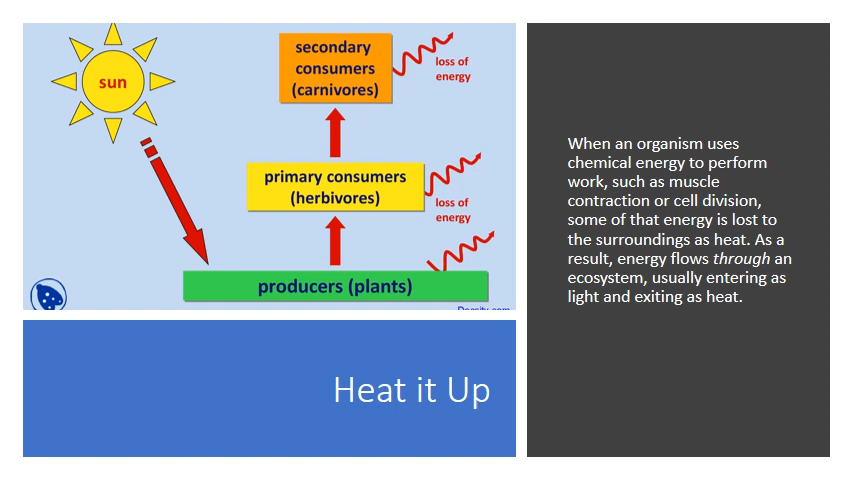 sun
secondary
consumers
(carnivores)
loss of
energy
primary consumers
(herbivores)
loss of
energy
producers (plants)
Heat it Up
When an organism uses
chemical energy to perform
work, such as muscle
contraction or cell division,
some of that energy is lost to
the surroundings as heat. As a
result, energy flows through an
ecosystem, usually entering as
light and exiting as heat.